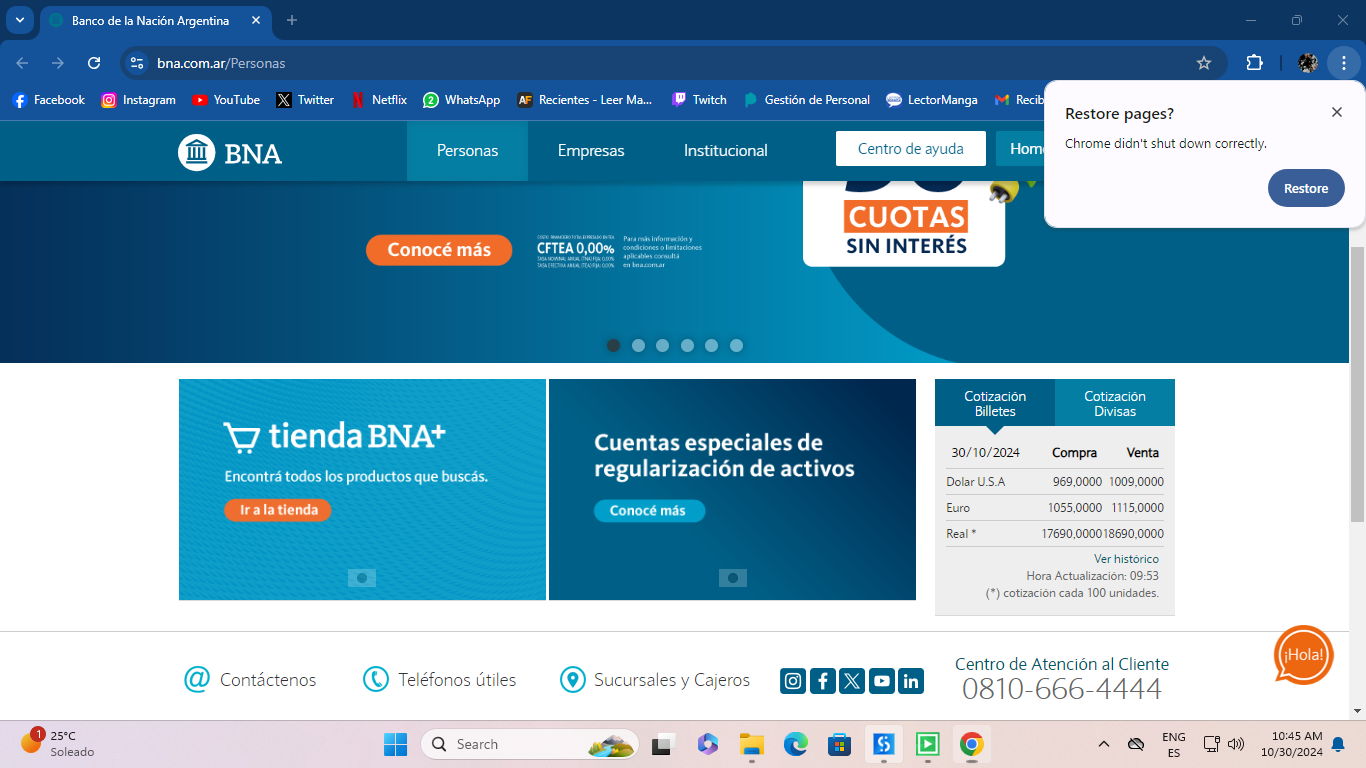 Banco de la Nación Argentina
bna.com.ar/Personas
Facebook Instagram YouTube Twitter Netflix 2 WhatsApp AF Recientes - Leer Ma... Twitch Gestión de Personal LectorManga Recib
Restore pages?
Chrome didn't shut down correctly.
Restore
BNA Personas Empresas Institucional Centro de ayuda Home
CUOTAS
SIN INTERÉS
Conocé más
CFTEA 0,00%
Para más información y
condiciones o limitaciones
aplicables consultá
en bna.com.ar
tienda BNA+
Encontrá todos los productos que buscás.
Ir a la tienda
Cuentas especiales de
regularización de activos
Conocé más
Cotización Billetes
Cotización Divisas
30/10/2024 Compra Venta
Dolar U.S.A 969,0000 1009,0000
Euro 1055,0000 1115,0000
Real * 17690,0000 18690,0000
Ver histórico
Hora Actualización: 09:53
(*) cotización cada 100 unidades.
¡Hola!
Contáctenos Teléfonos útiles Sucursales y Cajeros
Centro de Atención al Cliente
0810-666-4444
1 25°C
Soleado
Search
ENG
ES
10:45 AM
10/30/2024